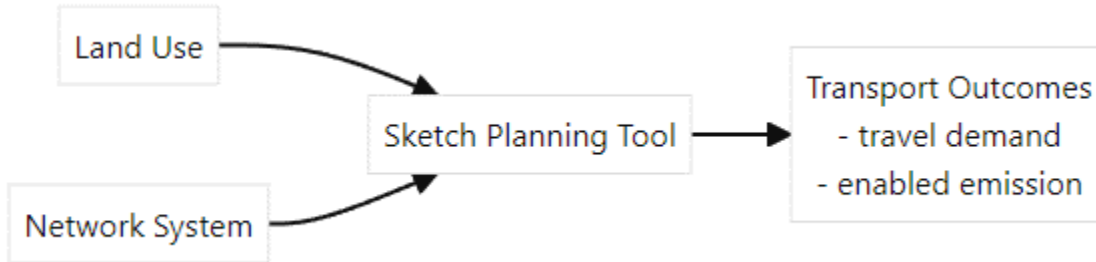 Land Use
Network System
Sketch Planning Tool
Transport Outcomes
- travel demand
- enabled emission